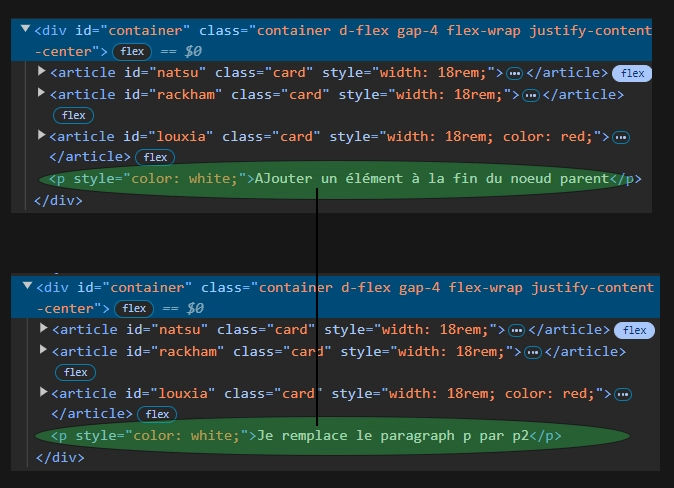 ▼<div id="container" class="container d-flex gap-4 flex-wrap justify-content
-center"> flex == $0
▶<article id="natsu" class="card" style="width: 18rem;">…</article> flex
▶<article id="rackham" class="card" style="width: 18rem;">…</article>
flex
▶<article id="louxia" class="card" style="width: 18rem; color: red;">…
</article> flex
<p style="color: white;">AJouter un élément à la fin du noeud parent</p>
</div>
▼<div id="container" class="container d-flex gap-4 flex-wrap justify-content
-center"> flex == $0
▶<article id="natsu" class="card" style="width: 18rem;">…</article> flex
▶<article id="rackham" class="card" style="width: 18rem;">…</article>
flex
▶<article id="louxia" class="card" style="width: 18rem; color: red;">…
</article> flex
<p style="color: white;">Je remplace le paragraph p par p2</p>
</div>